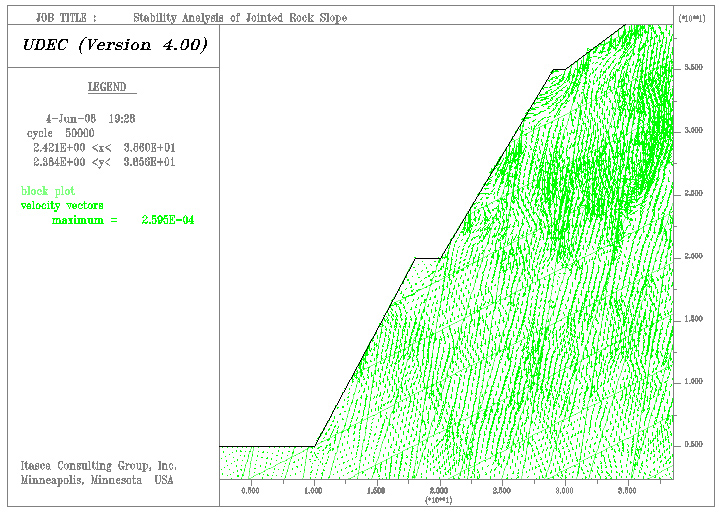 JOB TITLE : Stability Analysis of Jointed Rock Slope
(*10**1)
UDEC (Version 4.00)
LEGEND
4-Jun-08 19:28
cycle 50000
2.421E+00 <x< 3.860E+01
2.384E+00 <y< 3.856E+01
block plot
velocity vectors
maximum = 2.595E-04
3.500
3.000
2.500
2.000
1.500
1.000
0.500
Itasca Consulting Group, Inc.
Minneapolis, Minnesota USA
0.500 1.000 1.500 2.000 2.500 3.000 3.500
(*10**1)